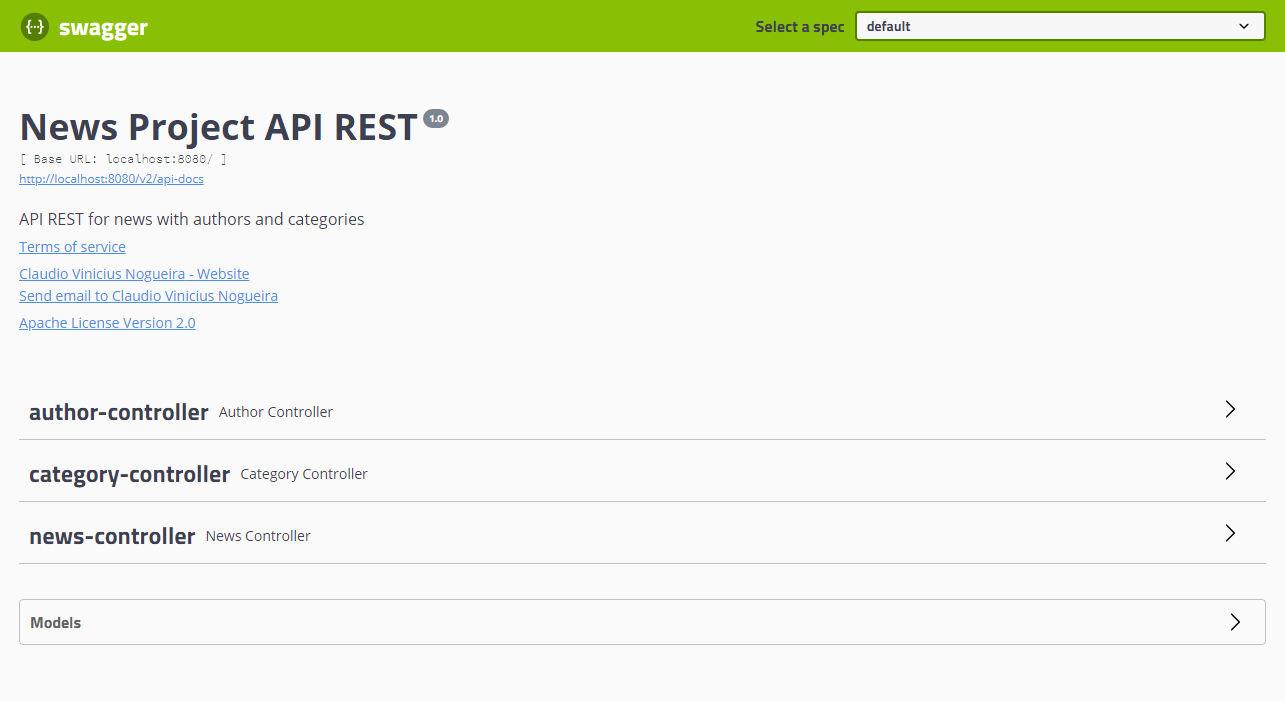 {··} swagger Select a spec default
News Project API REST 1.0
[ Base URL: localhost:8080/ ]
http://localhost:8080/v2/api-docs
API REST for news with authors and categories
Terms of service
Claudio Vinicius Nogueira - Website
Send email to Claudio Vinicius Nogueira
Apache License Version 2.0
author-controller Author Controller
category-controller Category Controller
news-controller News Controller
Models